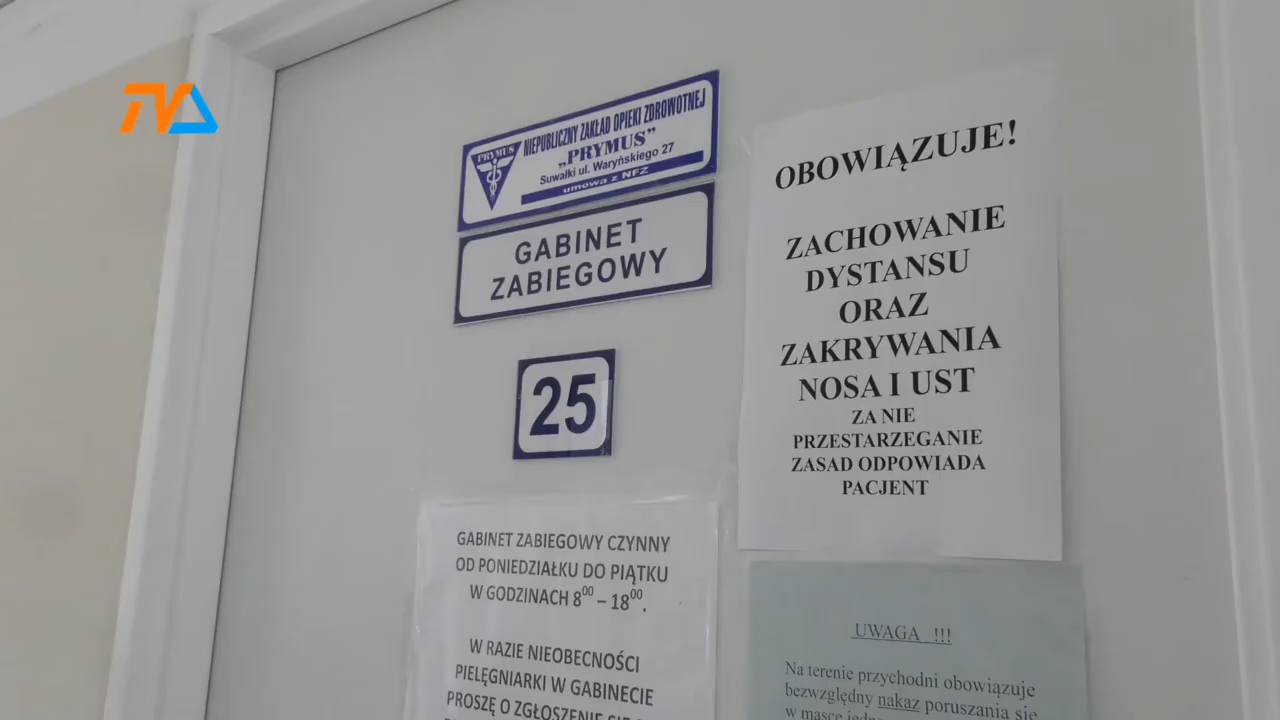 TVA
NIEPUBLICZNY ZAKŁAD OPIEKI ZDROWOTNEJ
PRYMUS
„PRYMUS”
Suwałki ul. Waryńskiego 27
umowa z NFZ
GABINET
ZABIEGOWY
25
OBOWIĄZUJE!
ZACHOWANIE
DYSTANSU
ORAZ
ZAKRYWANIA
NOSA I UST
ZA NIE
PRZESTARZEGANIE
ZASAD ODPOWIADA
PACJENT
GABINET ZABIEGOWY CZYNNY
OD PONIEDZIAŁKU DO PIĄTKU
W GODZINACH 8⁰⁰ – 18⁰⁰.
W RAZIE NIEOBECNOŚCI
PIELĘGNIARKI W GABINECIE
PROSZĘ O ZGŁOSZENIE
UWAGA !!!
Na terenie przychodni obowiązuje
bezwzględny nakaz poruszania się
w masce